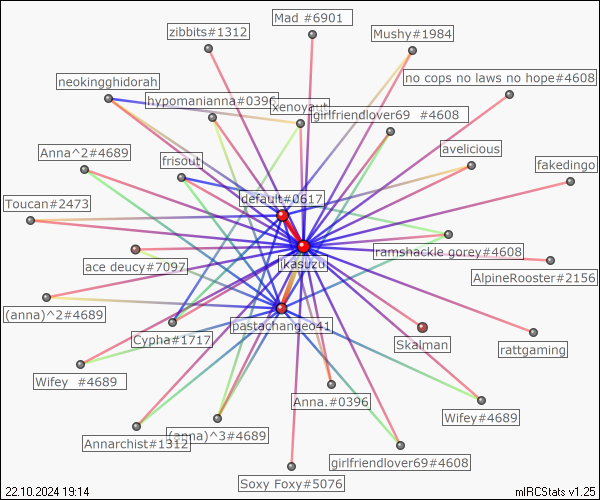 Mad #6901
zibbits#1312
Mushy#1984
no cops no laws no hope#4608
neokingghidorah
hypomanianna#0396
xenoyaut
girlfriendlover69 #4608
Anna^2#4689
frisout
avelicious
fakedingo
default#0617
Toucan#2473
ramshackle gorey#4608
ace deucy#7097
ikasuzu
AlpineRooster#2156
(anna)^2#4689
pastachangeo41
Cypha#1717
Skalman
rattgaming
Wifey #4689
Anna.#0396
Wifey#4689
Annarchist#1312
(anna)^3#4689
girlfriendlover69#4608
Soxy Foxy#5076
22.10.2024 19:14
mIRCStats v1.25